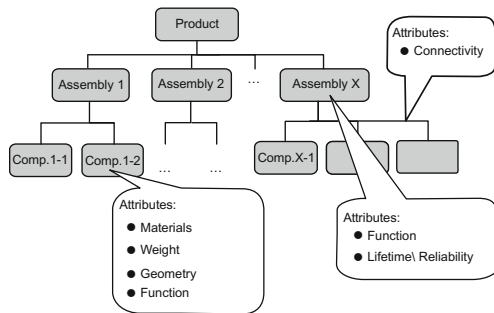 Product
Attributes:
● Connectivity
Assembly 1
Assembly 2
...
Assembly X
Comp.1-1
Comp.1-2
...
...
Comp.X-1
Attributes:
● Materials
● Weight
● Geometry
● Function
Attributes:
● Function
● Lifetime\ Reliability